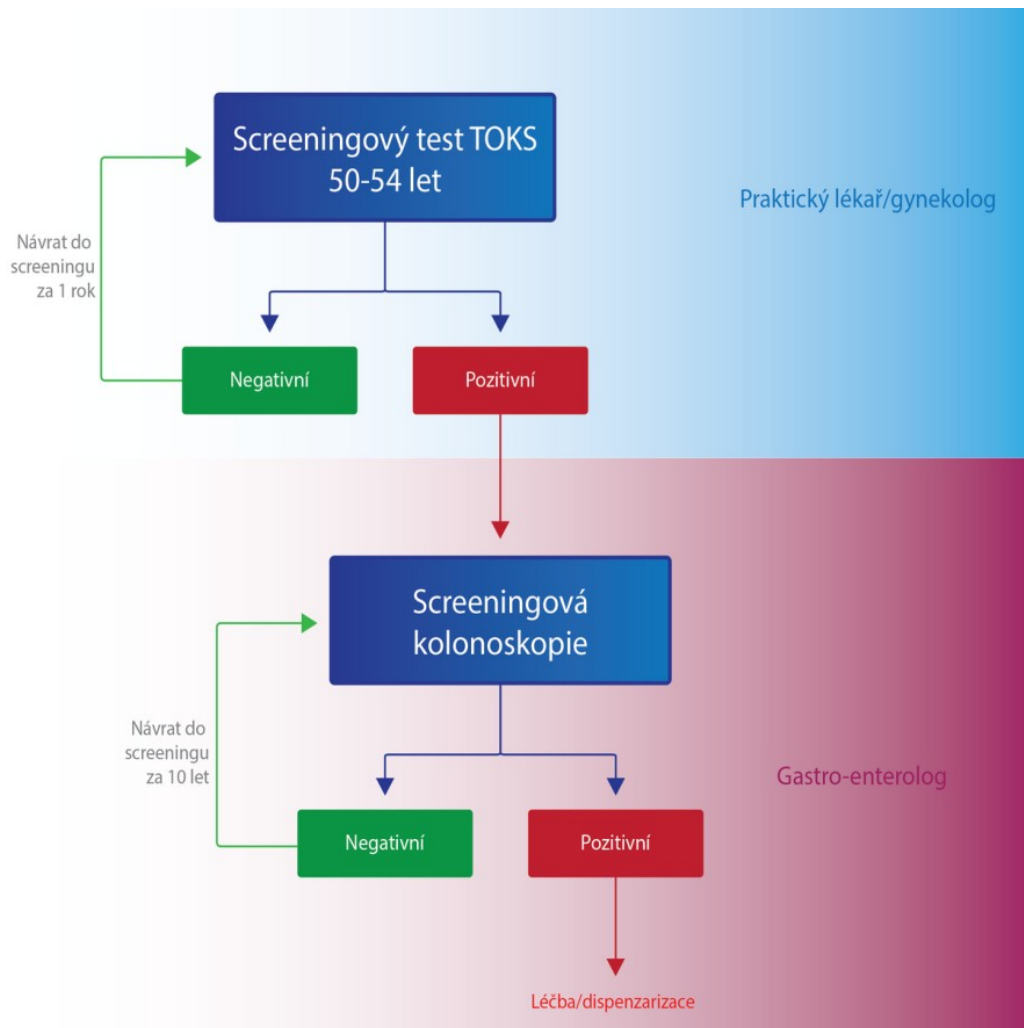 Screeningový test TOKS
50-54 let
Praktický lékař/gynekolog
Návrat do
screeningu
za 1 rok
Negativní
Pozitivní
Screeningová
kolonoskopie
Návrat do
screeningu
za 10 let
Gastro-enterolog
Negativní
Pozitivní
Léčba/dispenzarizace